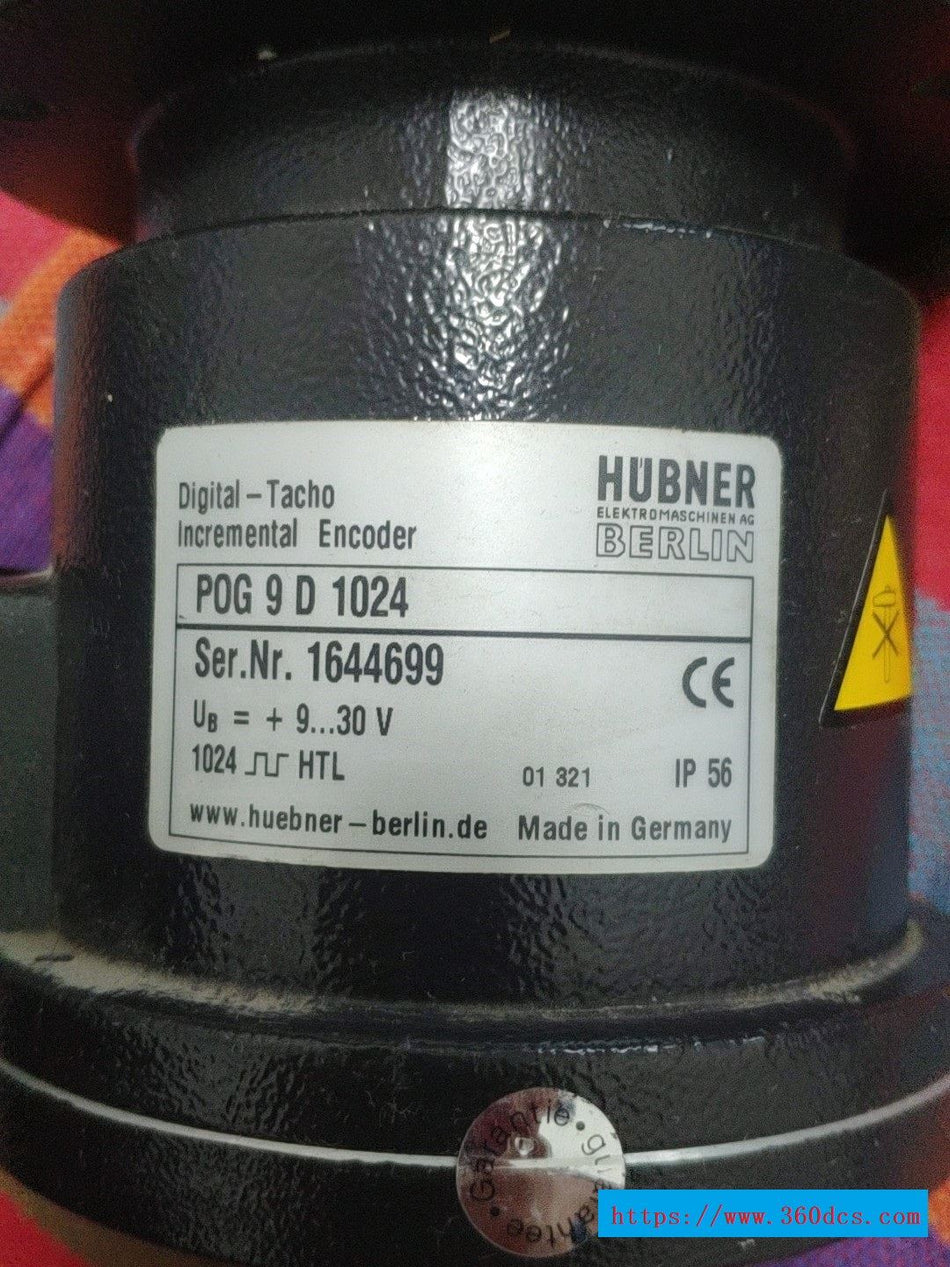 Digital-Tacho
Incremental Encoder
HÜBNER
ELEKTROMASCHINEN AG
BERLIN
POG 9 D 1024
Ser.Nr. 1644699
CE
UB = + 9...30 V
1024 HTL
01 321
IP 56
www.huebner-berlin.de Made in Germany
• Garantie • guarantee
https://www.360dcs.com